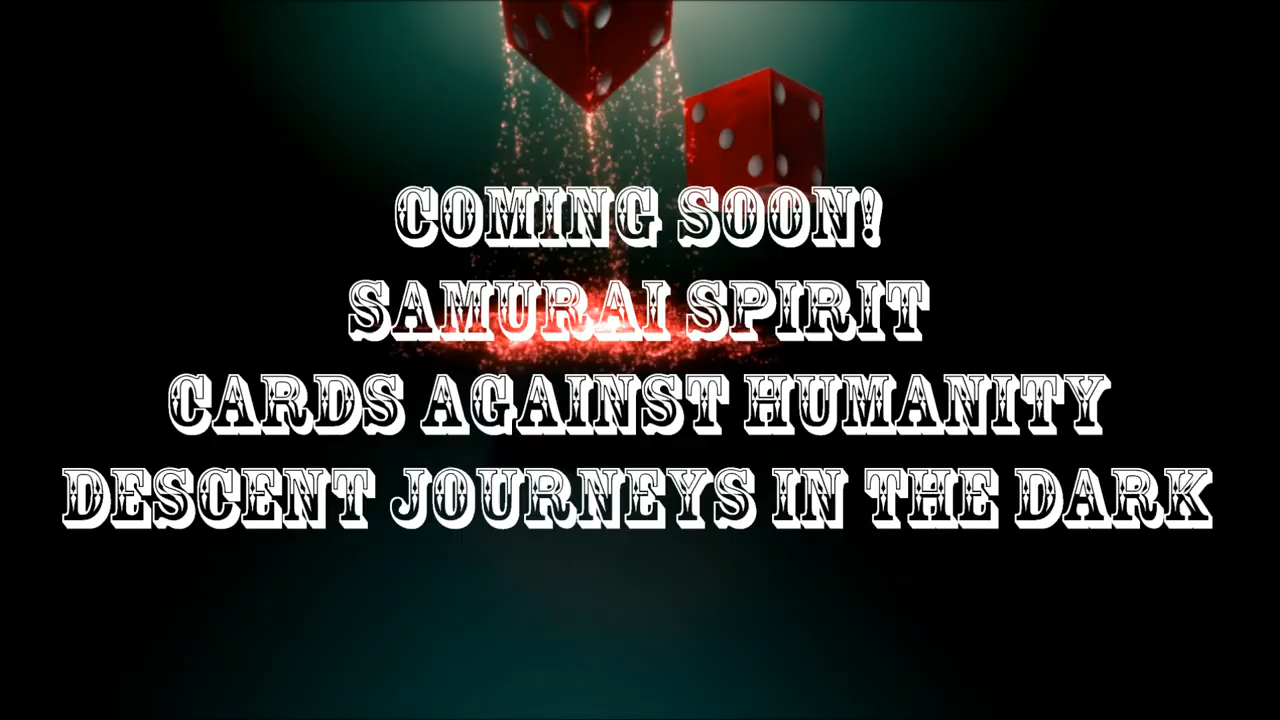 COMING SOON!
SAMURAI SPIRIT
CARDS AGAINST HUMANITY
DESCENT JOURNEYS IN THE DARK